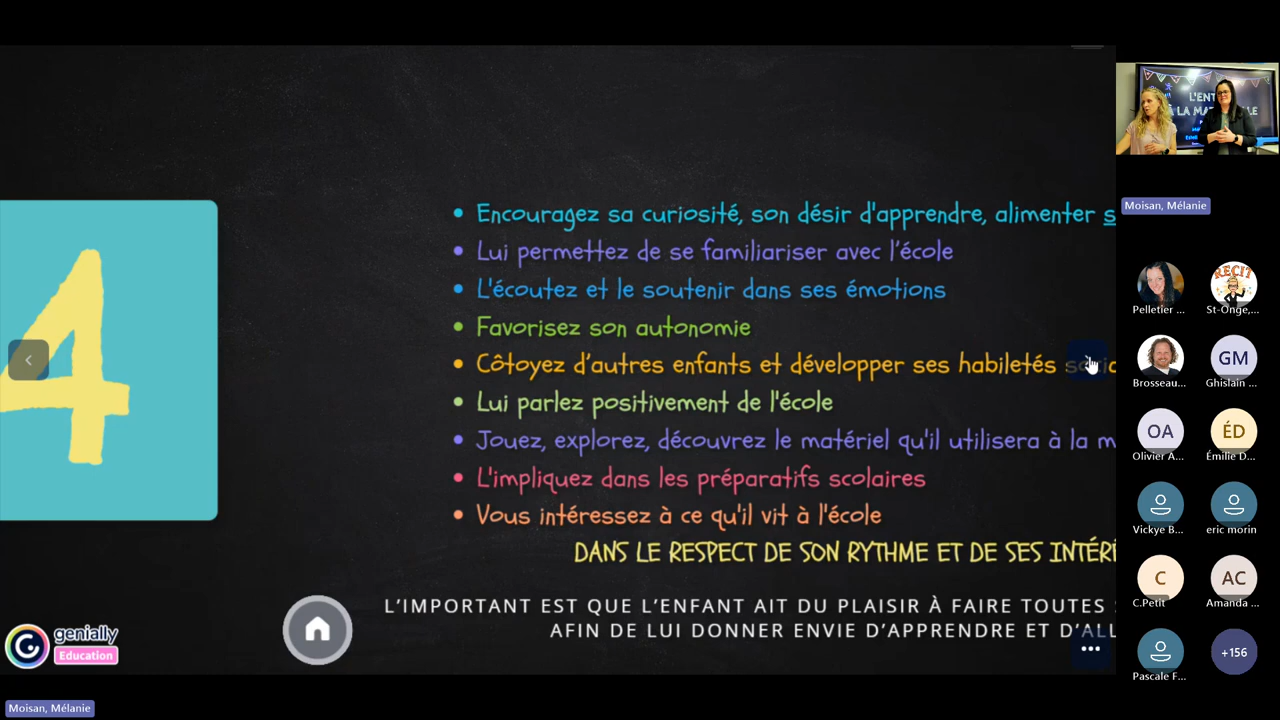 4
Encouragez sa curiosité, son désir d'apprendre, alimenter s
Lui permettez de se familiariser avec l'école
L'écoutez et le soutenir dans ses émotions
Favorisez son autonomie
Côtoyez d'autres enfants et développer ses habiletés
Lui parlez positivement de l'école
Jouez, explorez, découvrez le matériel qu'il utilisera à la m
L'impliquez dans les préparatifs scolaires
Vous intéressez à ce qu'il vit à l'école
DANS LE RESPECT DE SON RYTHME ET DE SES INTÉR
L'IMPORTANT EST QUE L'ENFANT AIT DU PLAISIR À FAIRE TOUTES
AFIN DE LUI DONNER ENVIE D'APPRENDRE ET D'ALL
genially
Education
Moisan, Mélanie
L'ENT
À LA MAT LLE
Moisan, Mélanie
RÉCIT
Pelletier ...
St-Onge,...
Brosseau...
GM
Ghislain ...
OA
Olivier A...
ÉD
Émilie D...
Vickye B...
eric morin
C
C.Petit
AC
Amanda ...
Pascale F...
+156